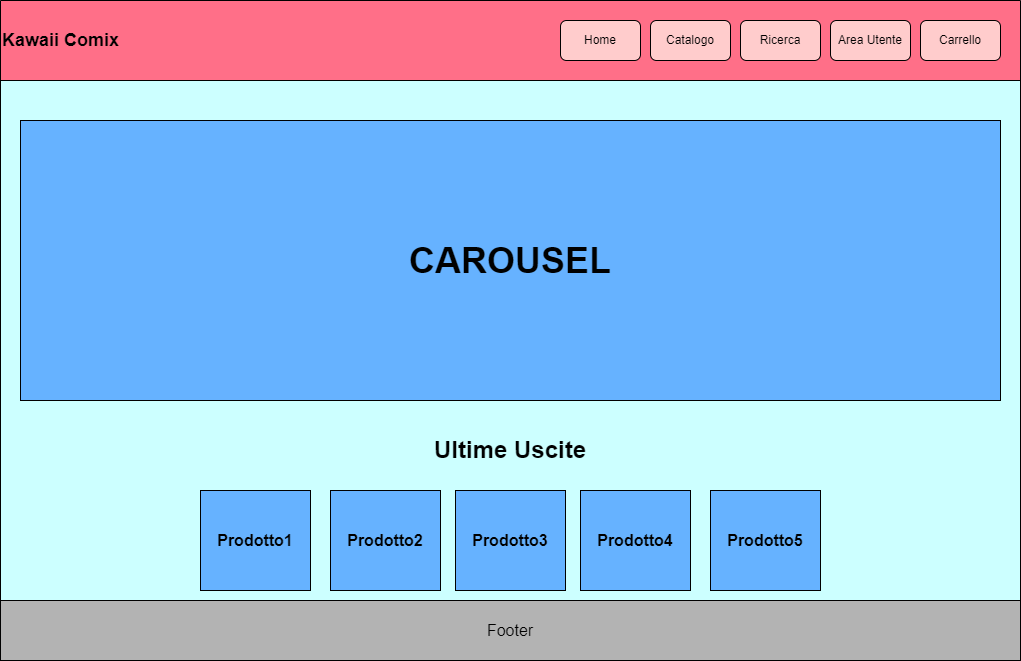 Kawaii Comix
Home
Catalogo
Ricerca
Area Utente
Carrello
CAROUSEL
Ultime Uscite
Prodotto1
Prodotto2
Prodotto3
Prodotto4
Prodotto5
Footer